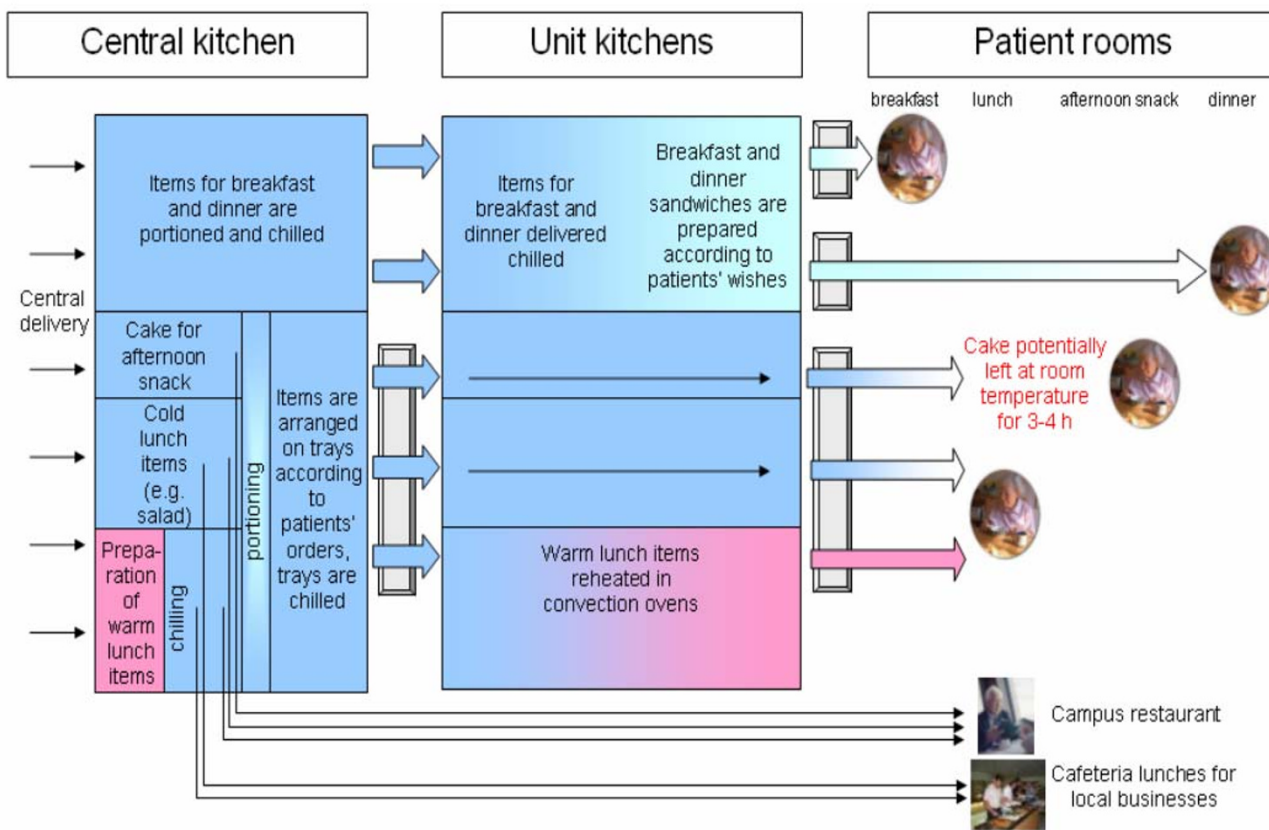 Central kitchen
Unit kitchens
Patient rooms
breakfast
lunch
afternoon snack
dinner
Central
delivery
Items for breakfast
and dinner are
portioned and chilled
Cake for
afternoon
snack
Cold
lunch
items
(e.g.
salad)
Prepa-
ration
of
warm
lunch
items
chilling
portioning
Items are
arranged
on trays
according
to
patients'
orders,
trays are
chilled
Items for
breakfast and
dinner delivered
chilled
Breakfast and
dinner
sandwiches are
prepared
according to
patients' wishes
Warm lunch items
reheated in
convection ovens
Cake potentially
left at room
temperature
for 3-4 h
Campus restaurant
Cafeteria lunches for
local businesses